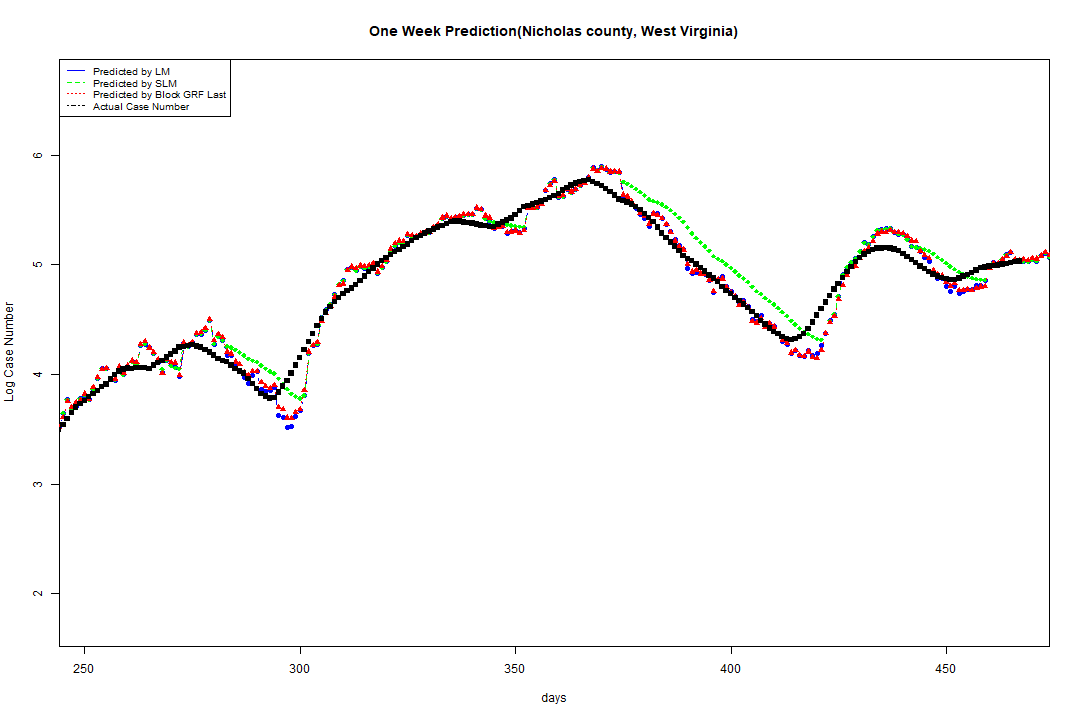 One Week Prediction(Nicholas county, West Virginia)
Predicted by LM
Predicted by SLM
Predicted by Block GRF Last
Actual Case Number
6
5
4
3
2
Log Case Number
250 300 350 400 450
days